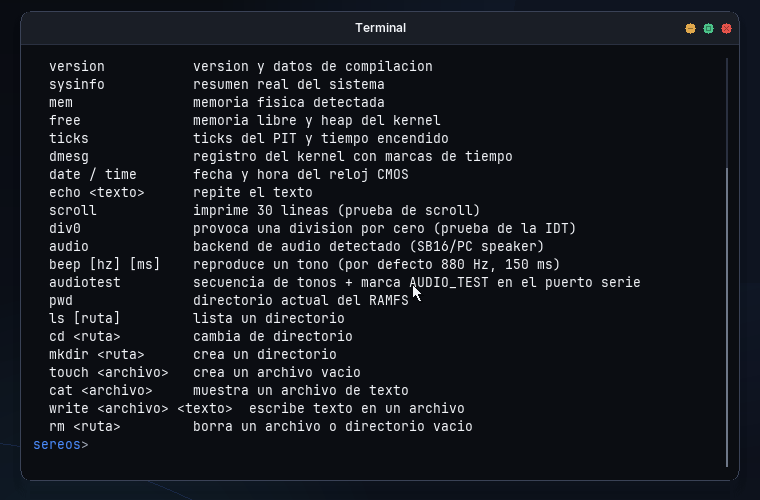 Terminal
version version y datos de compilacion
sysinfo resumen real del sistema
mem memoria fisica detectada
free memoria libre y heap del kernel
ticks ticks del PIT y tiempo encendido
dmesg registro del kernel con marcas de tiempo
date / time fecha y hora del reloj CMOS
echo <texto> repite el texto
scroll imprime 30 lineas (prueba de scroll)
div0 provoca una division por cero (prueba de la IDT)
audio backend de audio detectado (SB16/PC speaker)
beep [hz] [ms] reproduce un tono (por defecto 880 Hz, 150 ms)
audiotest secuencia de tonos + marca AUDIO_TEST en el puerto serie
pwd directorio actual del RAMFS
ls [ruta] lista un directorio
cd <ruta> cambia de directorio
mkdir <ruta> crea un directorio
touch <archivo> crea un archivo vacio
cat <archivo> muestra un archivo de texto
write <archivo> <texto> escribe texto en un archivo
rm <ruta> borra un archivo o directorio vacio
sereos>